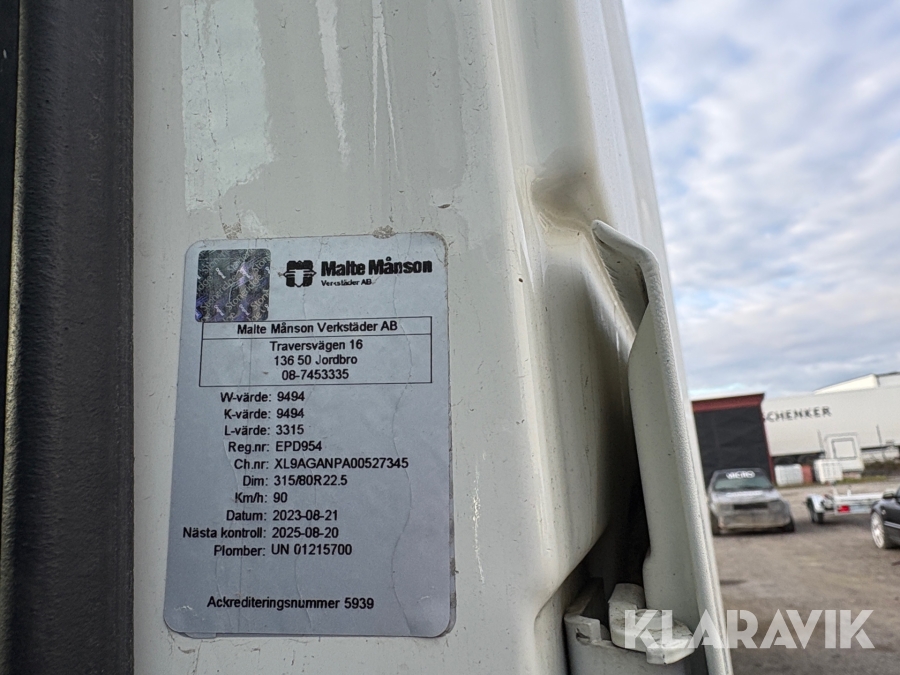 Malte Månson
Verkstäder AB
Malte Månson Verkstäder AB
Traversvägen 16
136 50 Jordbro
08-7453335
W-värde: 9494
K-värde: 9494
L-värde: 3315
Reg.nr: EPD954
Ch.nr: XL9AGANPA00527345
Dim: 315/80R22.5
Km/h: 90
Datum: 2023-08-21
Nästa kontroll: 2025-08-20
Plomber: UN 01215700
Ackrediteringsnummer 5939
CHENKER
KLARAVIK